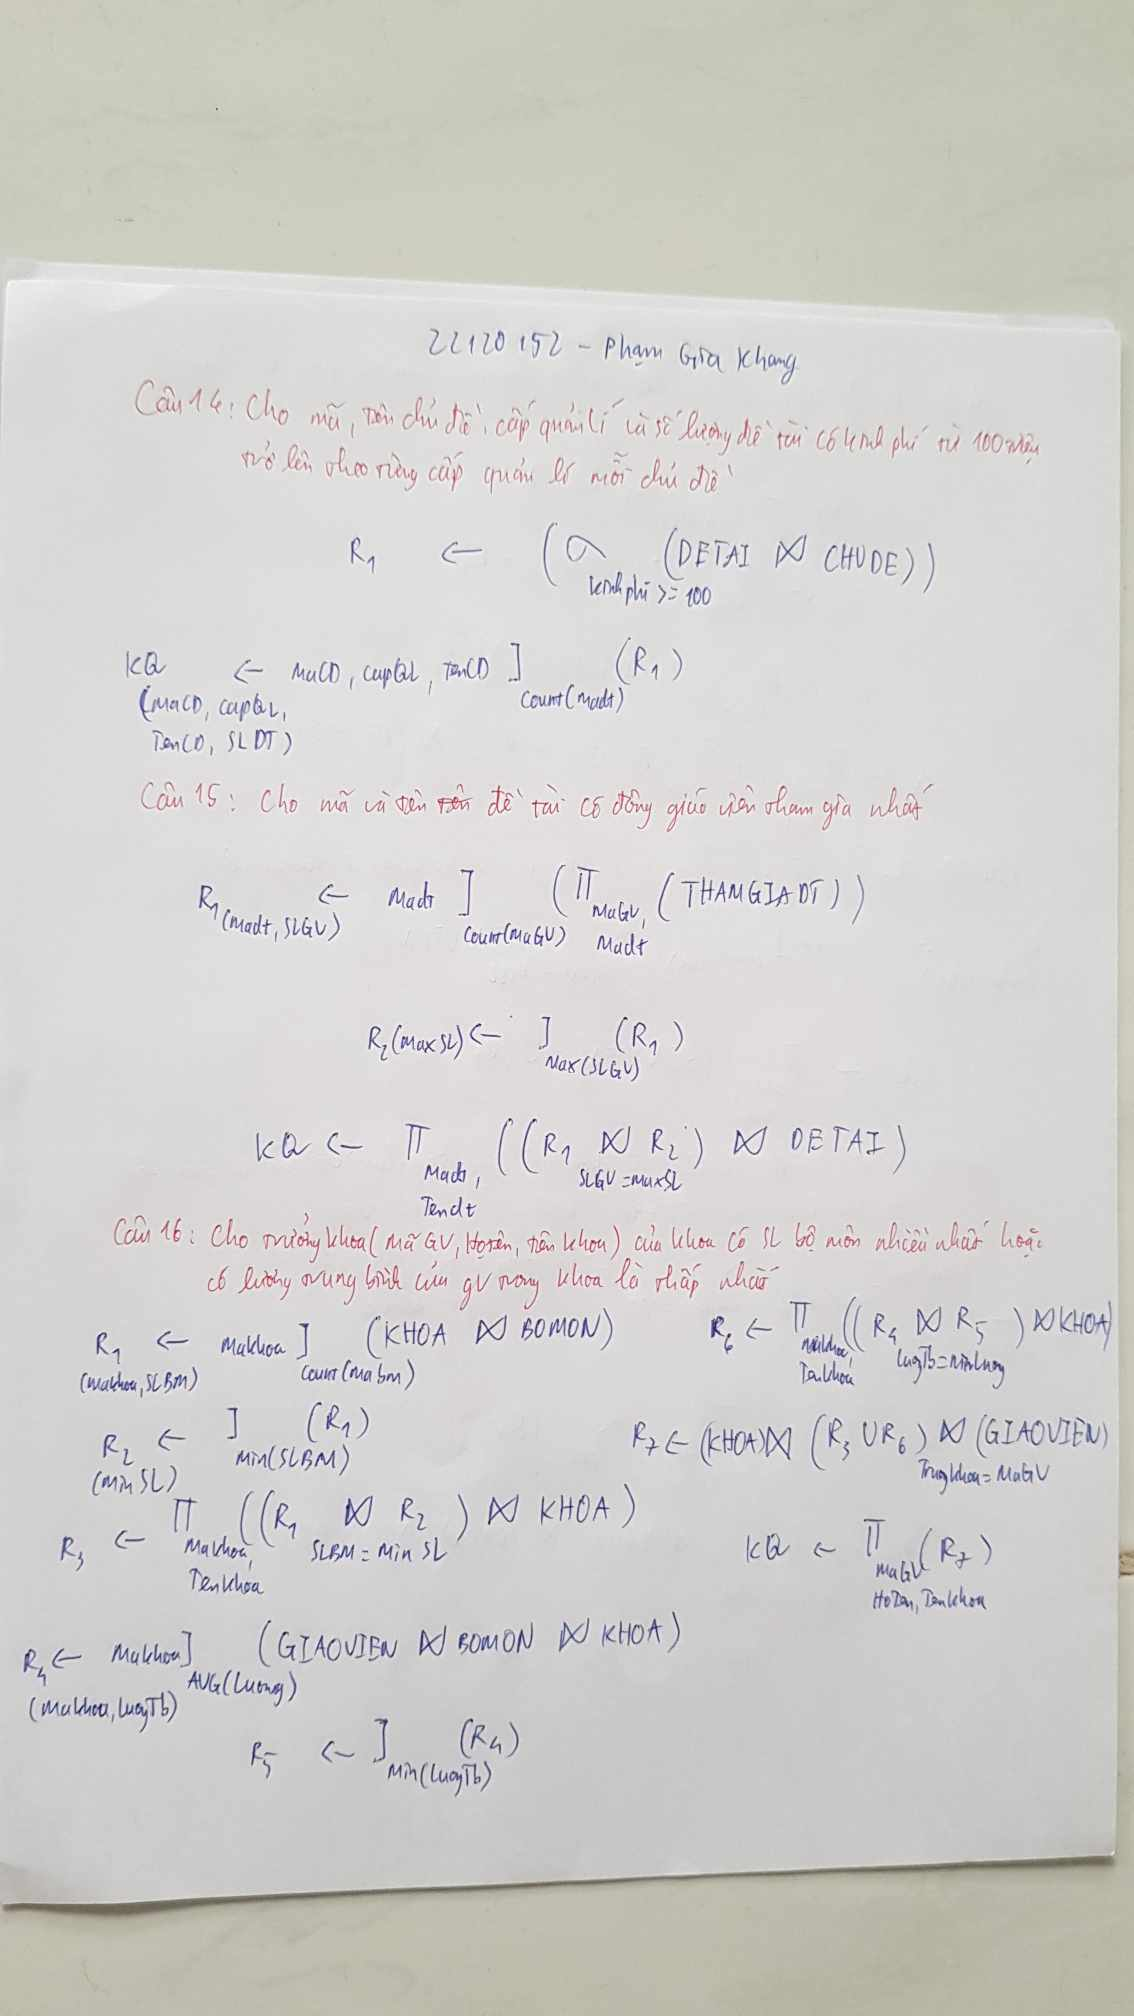 22120152 - Phạm Gia Khang
Câu 14: Cho mã, tên chủ đề, cấp quản lí và số lượng đề tài có kinh phí từ 100 triệu
trở lên theo từng cấp quản lí mỗi chủ đề
R1 ← (σ (DETAI ⋈ CHUDE))
kinhphi >= 100
KQ ← MaCD, capQL, TenCD ℑ (R1)
Count(madt)
(MaCD, capQL,
TenCD, SLDT)
Câu 15: Cho mã và tên đề tài có đông giáo viên tham gia nhất
R1 ← Madt ℑ (Π (THAMGIADT))
(madt, SLGV) Count(MaGV) MaGV,
Madt
R2(maxSL) ← ℑ (R1)
Max(SLGV)
KQ ← Π ((R1 ⋈ R2) ⋈ DETAI)
Madt, SLGV = maxSL
Tendt
Câu 16: Cho trưởng khoa (mã GV, Họ tên, tên khoa) của khoa có SL bộ môn nhiều nhất hoặc
có lương trung bình của gv trong khoa là thấp nhất
R1 ← makhoa ℑ (KHOA ⋈ BOMON)
(makhoa, SLBM) Count(mabm)
R2 ← ℑ (R1)
(minSL) Min(SLBM)
R3 ← Π ((R1 ⋈ R2) ⋈ KHOA)
Makhoa, SLBM = Min SL
Tenkhoa
R4 ← Makhoa ℑ (GIAOVIEN ⋈ BOMON ⋈ KHOA)
(Makhoa, luongTb) AVG(Luong)
R5 ← ℑ (R4)
Min(luongTb)
R6 ← Π ((R4 ⋈ R5) ⋈ KHOA)
makhoa, luongTb = minluong
Tenkhoa
R7 ← (KHOA) ⋈ (R3 ∪ R6) ⋈ (GIAOVIEN)
Truongkhoa = MaGV
KQ ← Π (R7)
maGV
HoTen, Tenkhoa